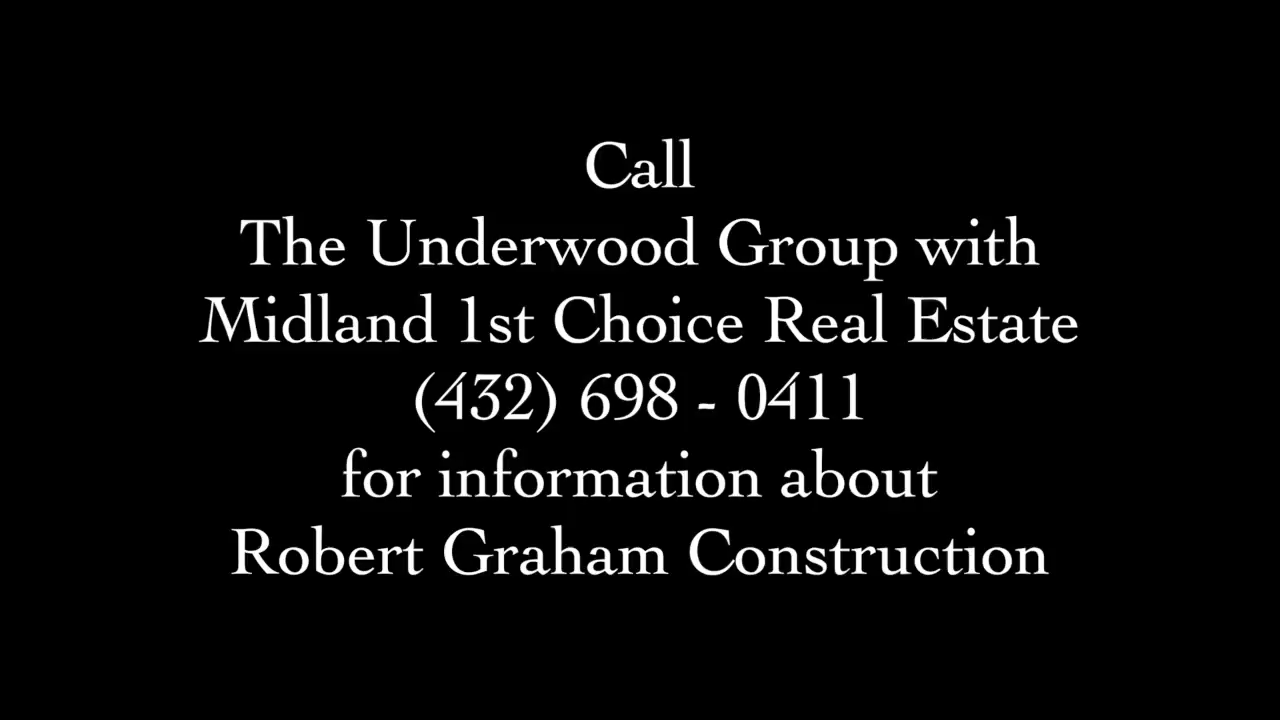 Call
The Underwood Group with
Midland 1st Choice Real Estate
(432) 698 - 0411
for information about
Robert Graham Construction